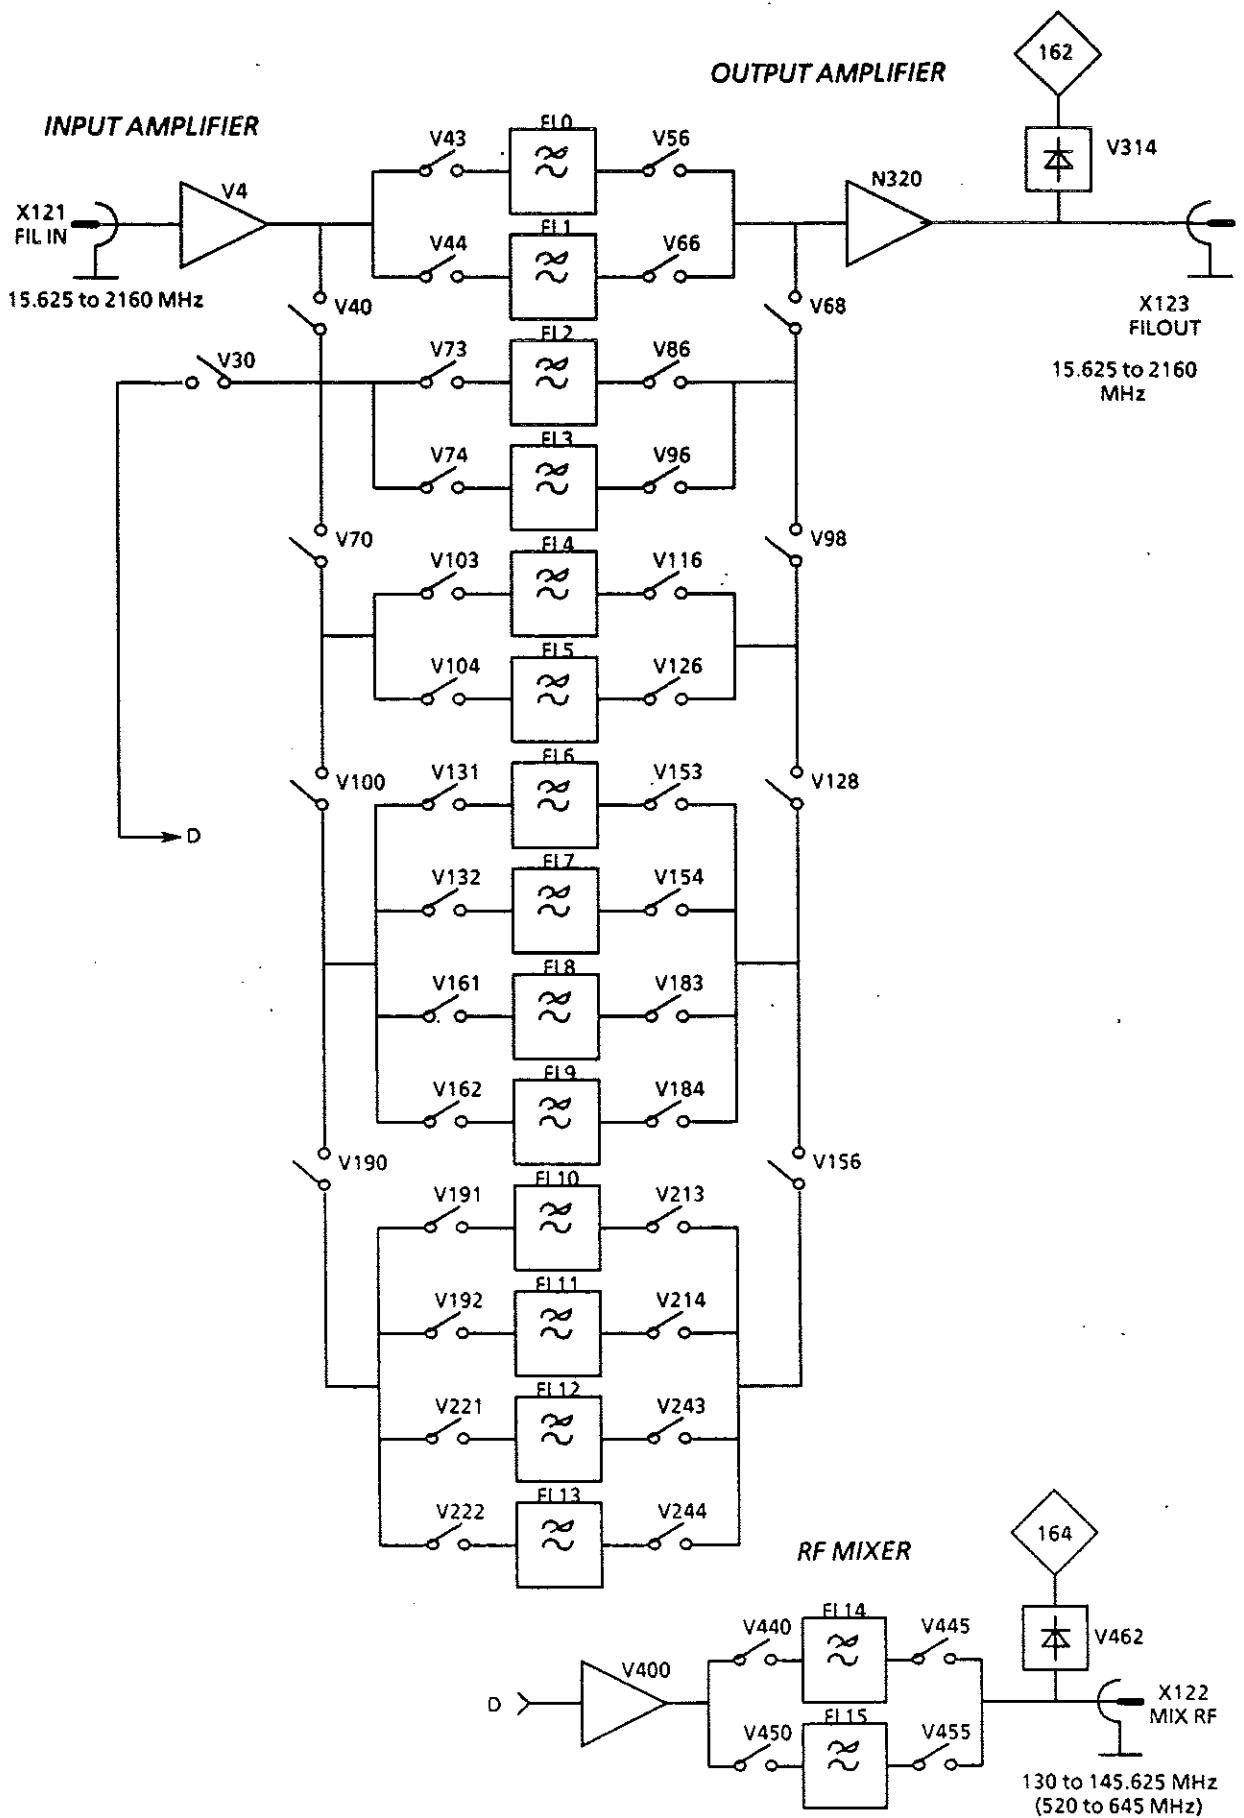 162
OUTPUT AMPLIFIER
INPUT AMPLIFIER
V43
FL0
V56
V314
V4
N320
X121
FIL IN
V44
FL1
V66
15.625 to 2160 MHz
V40
V68
X123
FILOUT
V30
V73
FL2
V86
15.625 to 2160
MHz
V74
FL3
V96
V70
V98
V103
FL4
V116
V104
FL5
V126
V100
V131
FL6
V153
V128
D
V132
FL7
V154
V161
FL8
V183
V162
FL9
V184
V190
V156
V191
FL10
V213
V192
FL11
V214
V221
FL12
V243
V222
FL13
V244
164
RF MIXER
V440
FL14
V445
V462
V400
D
X122
MIX RF
V450
FL15
V455
130 to 145.625 MHz
(520 to 645 MHz)